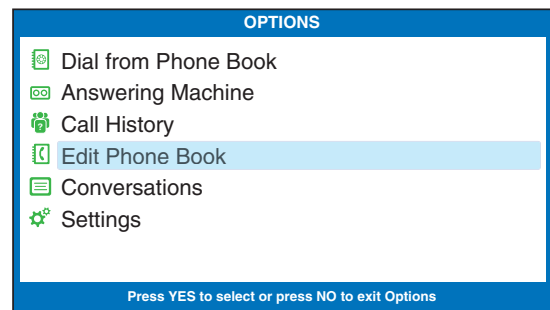 OPTIONS
Dial from Phone Book
Answering Machine
Call History
Edit Phone Book
Conversations
Settings
Press YES to select or press NO to exit Options